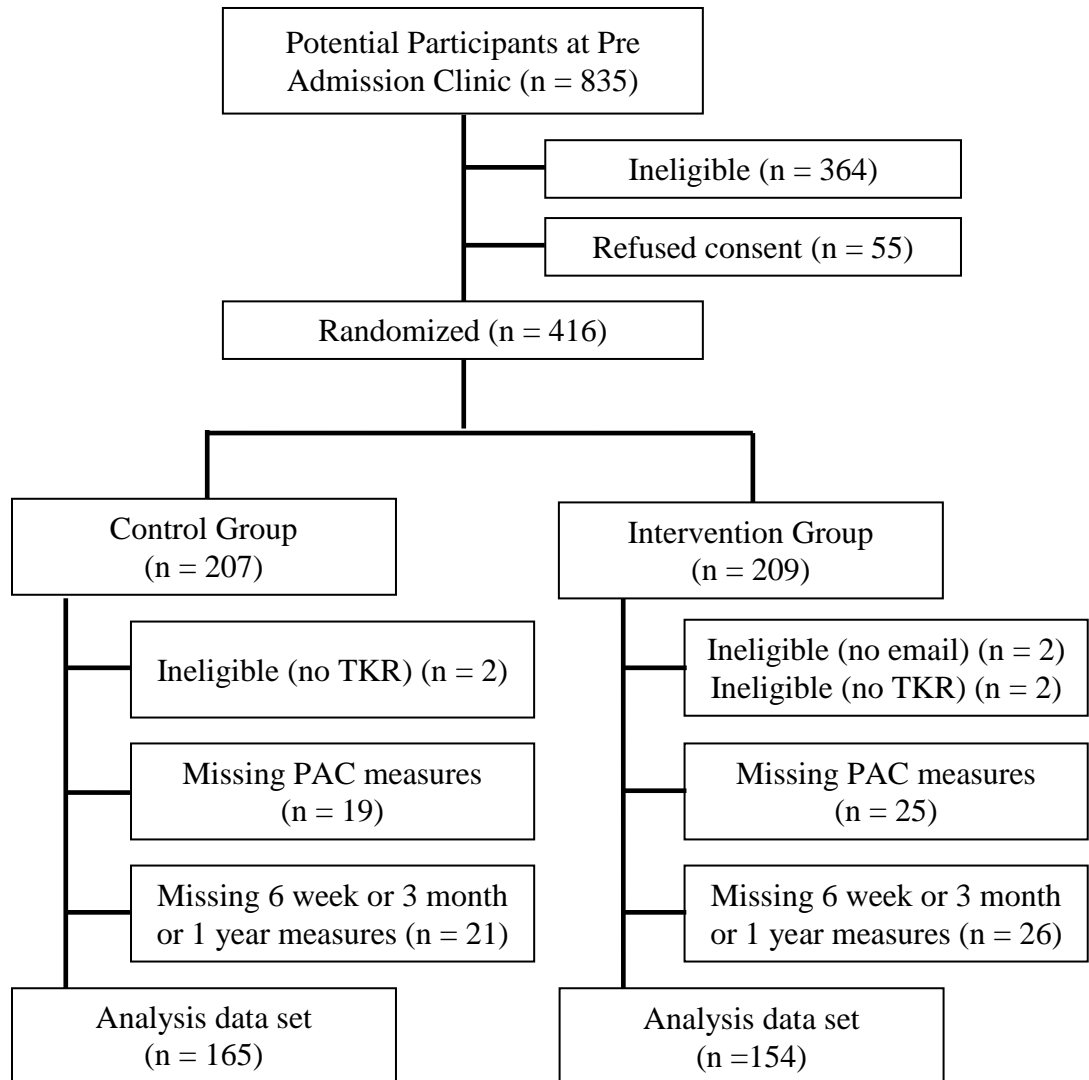 Potential Participants at Pre
Admission Clinic (n = 835)
Ineligible (n = 364)
Refused consent (n = 55)
Randomized (n = 416)
Control Group
(n = 207)
Intervention Group
(n = 209)
Ineligible (no TKR) (n = 2)
Ineligible (no email) (n = 2)
Ineligible (no TKR) (n = 2)
Missing PAC measures
(n = 19)
Missing PAC measures
(n = 25)
Missing 6 week or 3 month
or 1 year measures (n = 21)
Missing 6 week or 3 month
or 1 year measures (n = 26)
Analysis data set
(n = 165)
Analysis data set
(n =154)